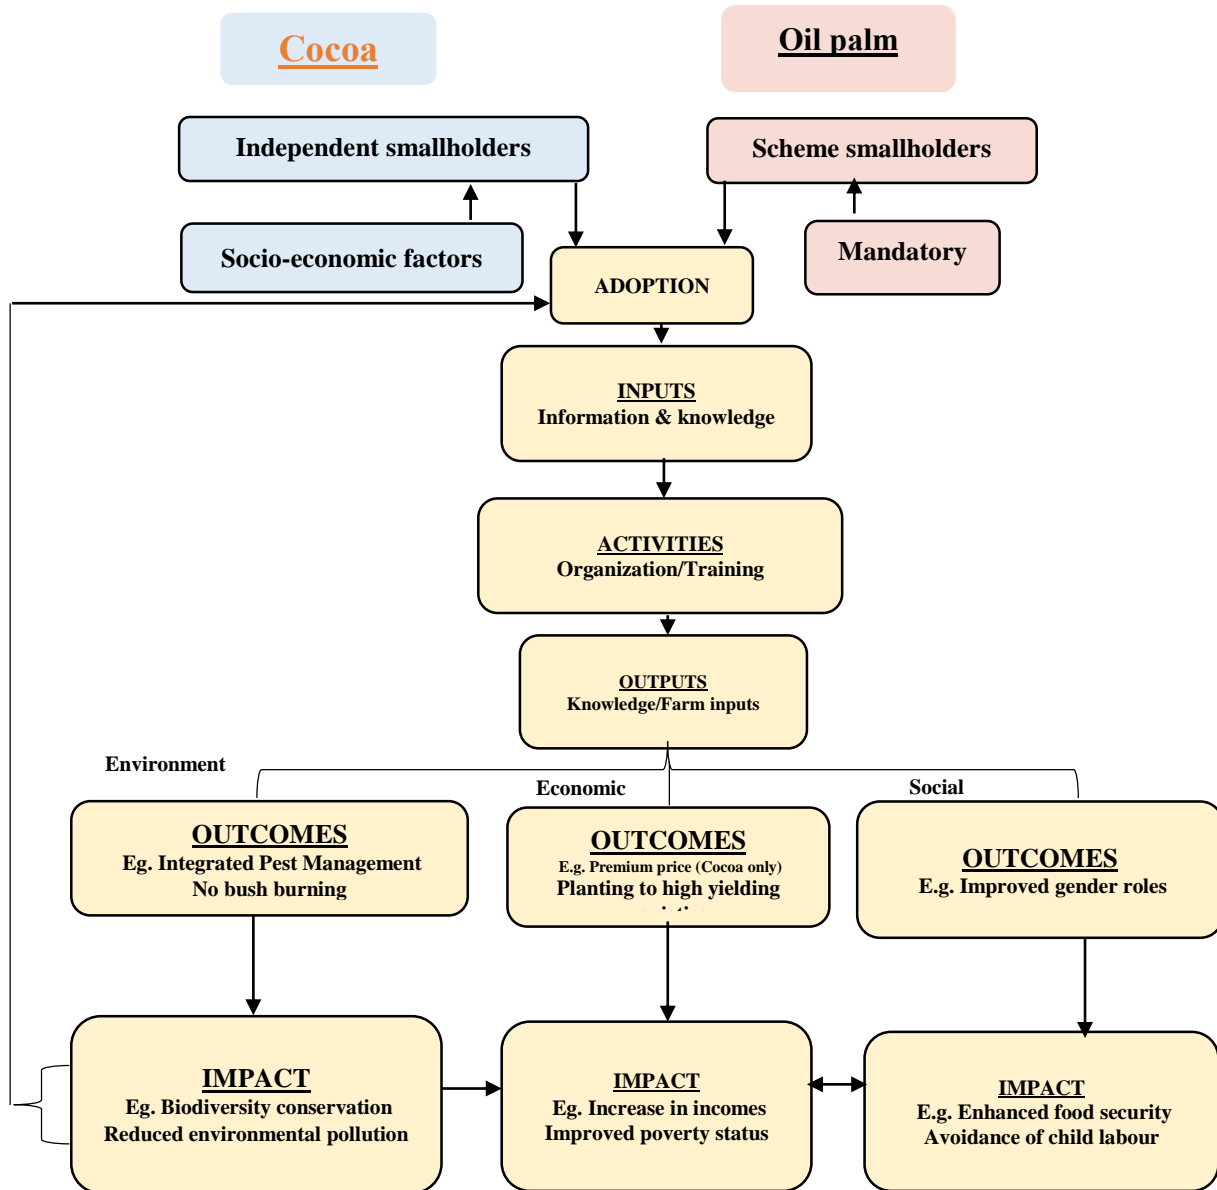 Cocoa
Oil palm
Independent smallholders
Scheme smallholders
Socio-economic factors
Mandatory
ADOPTION
INPUTS
Information & knowledge
ACTIVITIES
Organization/Training
OUTPUTS
Knowledge/Farm inputs
Environment
Economic
Social
OUTCOMES
Eg. Integrated Pest Management
No bush burning
OUTCOMES
E.g. Premium price (Cocoa only)
Planting to high yielding
OUTCOMES
E.g. Improved gender roles
IMPACT
Eg. Biodiversity conservation
Reduced environmental pollution
IMPACT
Eg. Increase in incomes
Improved poverty status
IMPACT
E.g. Enhanced food security
Avoidance of child labour